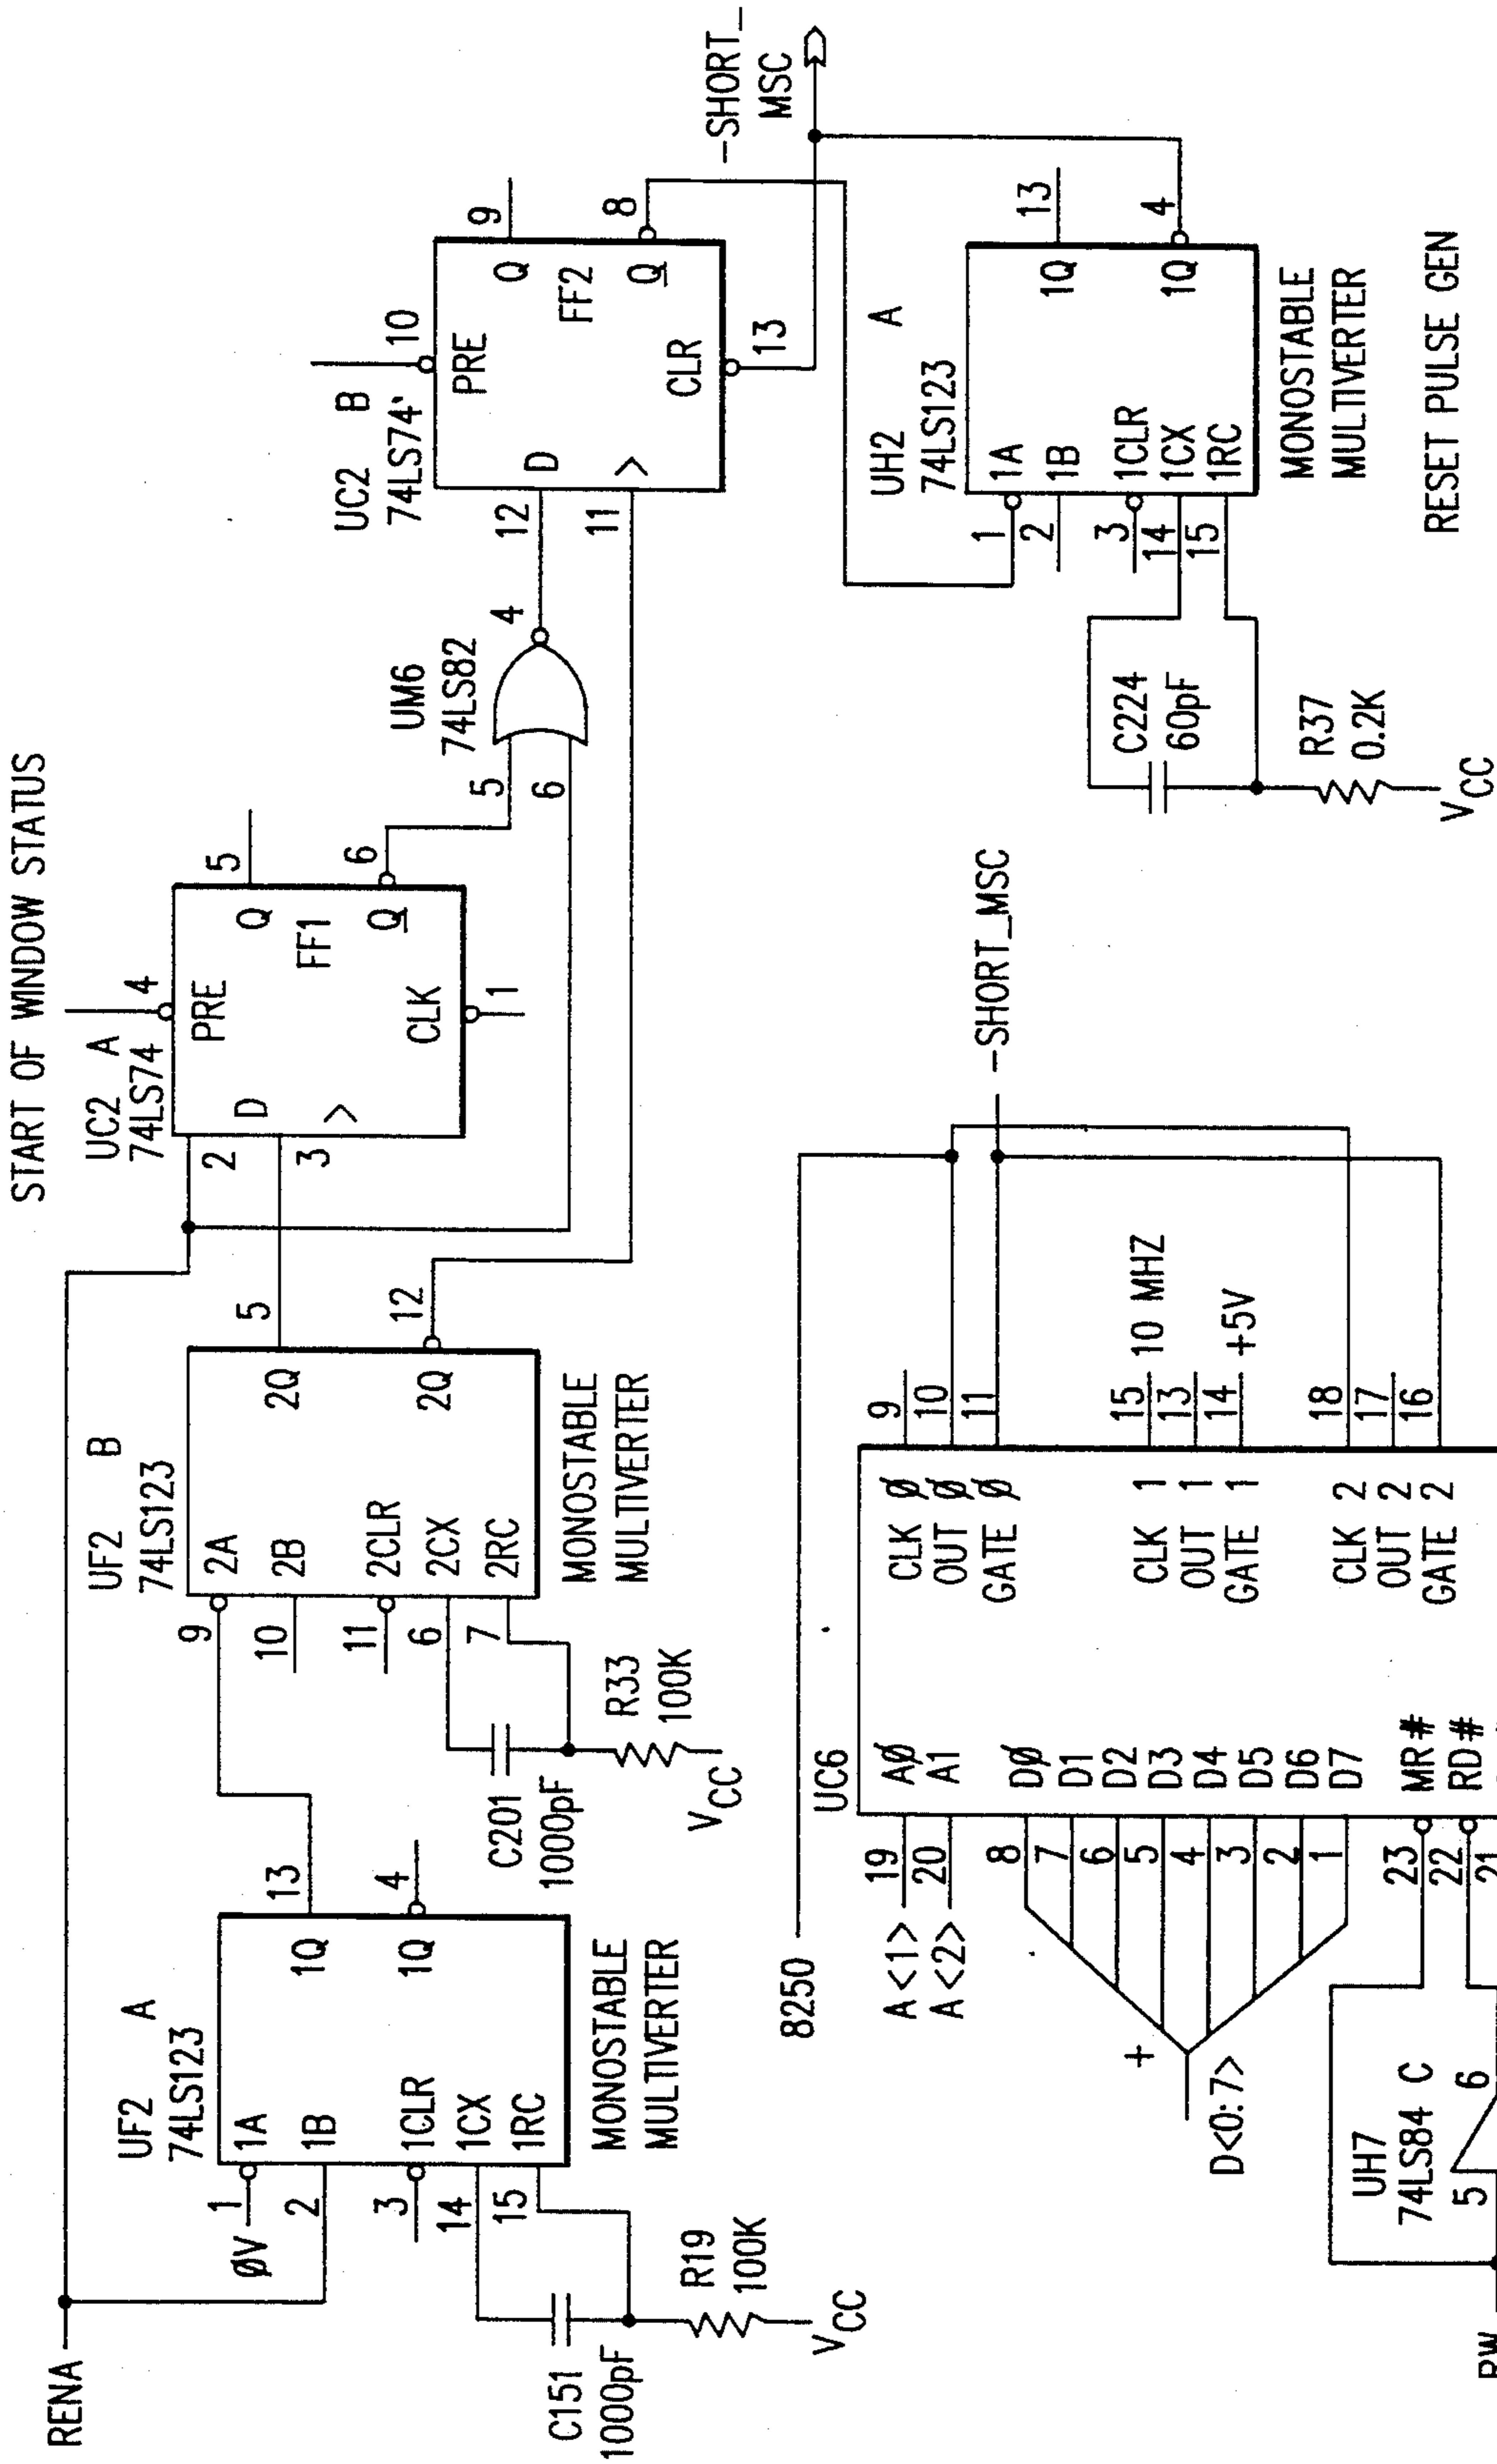 START OF WINDOW STATUS
RENA
UF2 A
74LS123
ØV
1
2
3
14
15
1A
1B
1CLR
1CX
1RC
1Q
1Q
13
4
MONOSTABLE
MULTIVERTER
C151
1000pF
R19
100K
VCC
UF2 B
74LS123
9
10
11
6
7
2A
2B
2CLR
2CX
2RC
2Q
2Q
5
12
MONOSTABLE
MULTIVERTER
C201
1000pF
R33
100K
VCC
UC2 A
74LS74
2
3
D
>
PRE
4
Q
FF1
Q
CLK
1
5
6
UM6
74LS82
5
6
4
UC2 B
74LS74
12
11
D
>
PRE
10
Q
FF2
Q
CLR
13
9
8
-SHORT_
MSC
UH2 A
74LS123
1
2
3
14
15
1A
1B
1CLR
1CX
1RC
1Q
1Q
13
4
MONOSTABLE
MULTIVERTER
RESET PULSE GEN
C224
60pF
R37
0.2K
VCC
8250
UC6
A<1>
A<2>
19
20
AØ
A1
D<0:7>
+
8
7
6
5
4
3
2
1
DØ
D1
D2
D3
D4
D5
D6
D7
23
22
21
MR#
RD#
CLK Ø
OUT Ø
GATE Ø
9
10
11
CLK 1
OUT 1
GATE 1
15
13
14
10 MHZ
+5V
CLK 2
OUT 2
GATE 2
18
17
16
-SHORT_MSC
UH7
74LS84 C
5
6
RW